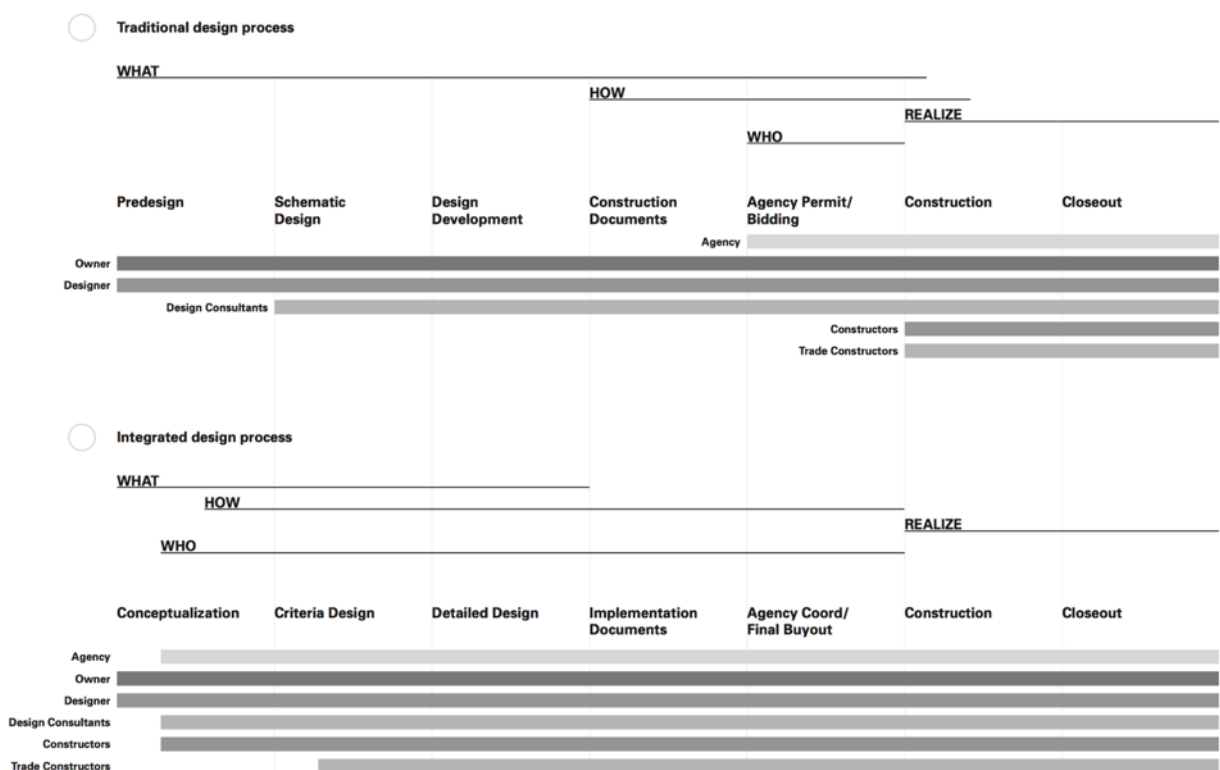 Traditional design process
WHAT
HOW
REALIZE
WHO
Predesign
Schematic
Design
Design
Development
Construction
Documents
Agency Permit/
Bidding
Construction
Closeout
Agency
Owner
Designer
Design Consultants
Constructors
Trade Constructors
Integrated design process
WHAT
HOW
REALIZE
WHO
Conceptualization
Criteria Design
Detailed Design
Implementation
Documents
Agency Coord/
Final Buyout
Construction
Closeout
Agency
Owner
Designer
Design Consultants
Constructors
Trade Constructors